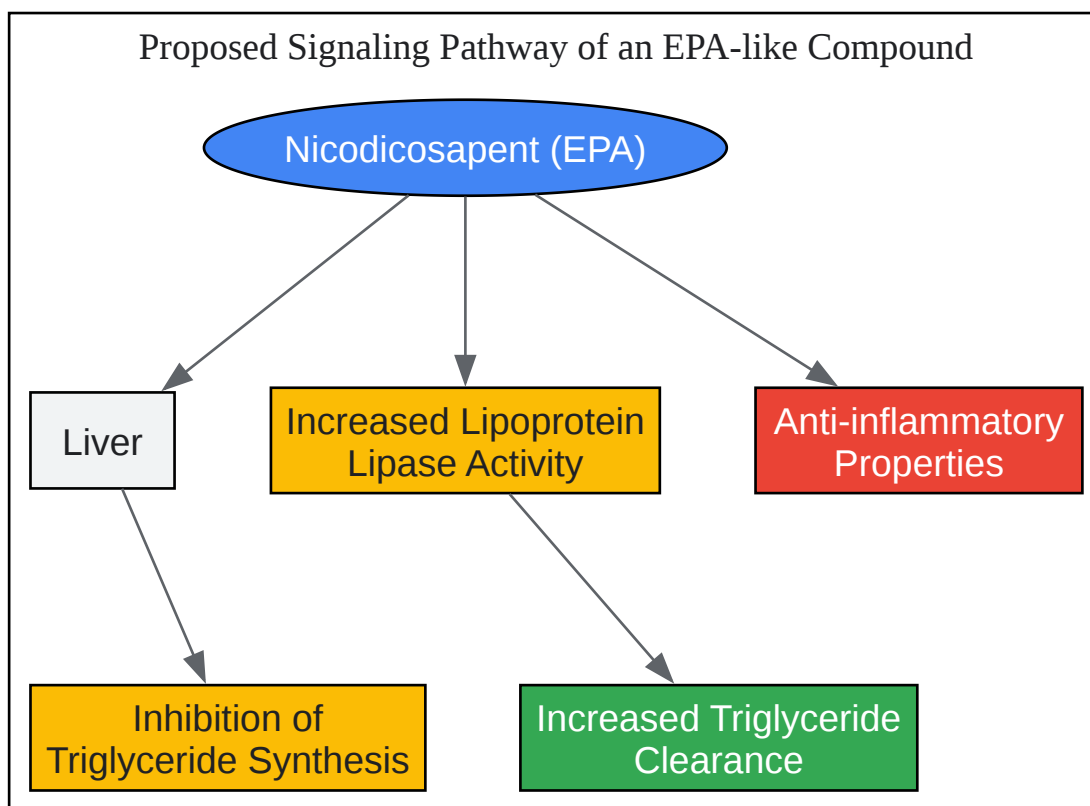 Proposed Signaling Pathway of an EPA-like Compound
Nicodicosapent (EPA)
Liver
Increased Lipoprotein
Lipase Activity
Anti-inflammatory
Properties
Inhibition of
Triglyceride Synthesis
Increased Triglyceride
Clearance